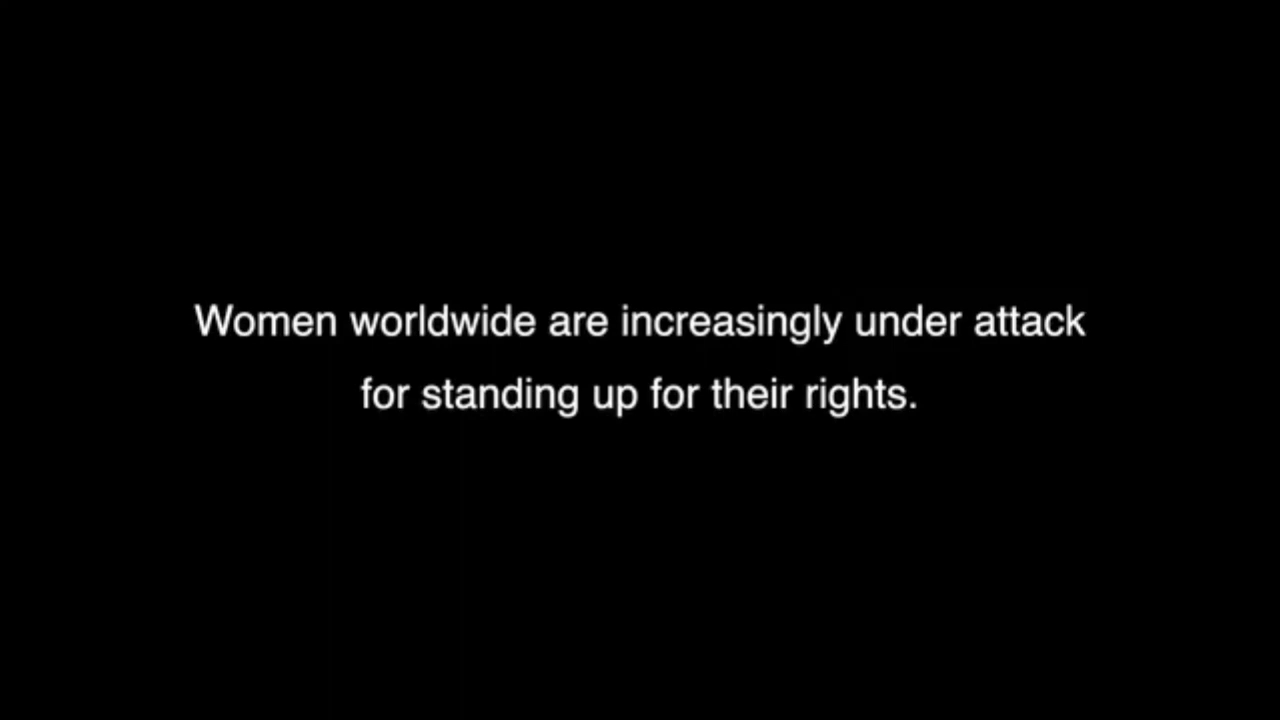 Women worldwide are increasingly under attack
for standing up for their rights.